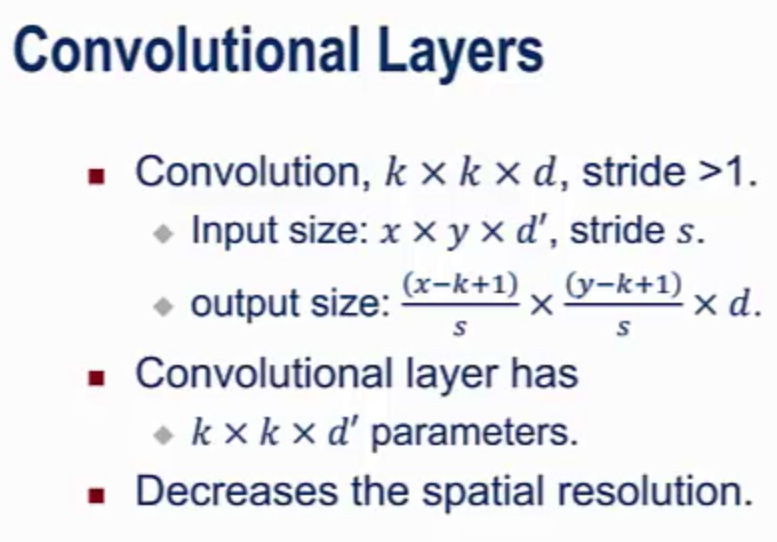 Convolutional Layers
Convolution, k × k × d, stride >1.
Input size: x × y × d′, stride s.
output size: (x−k+1)/s × (y−k+1)/s × d.
Convolutional layer has
k × k × d′ parameters.
Decreases the spatial resolution.